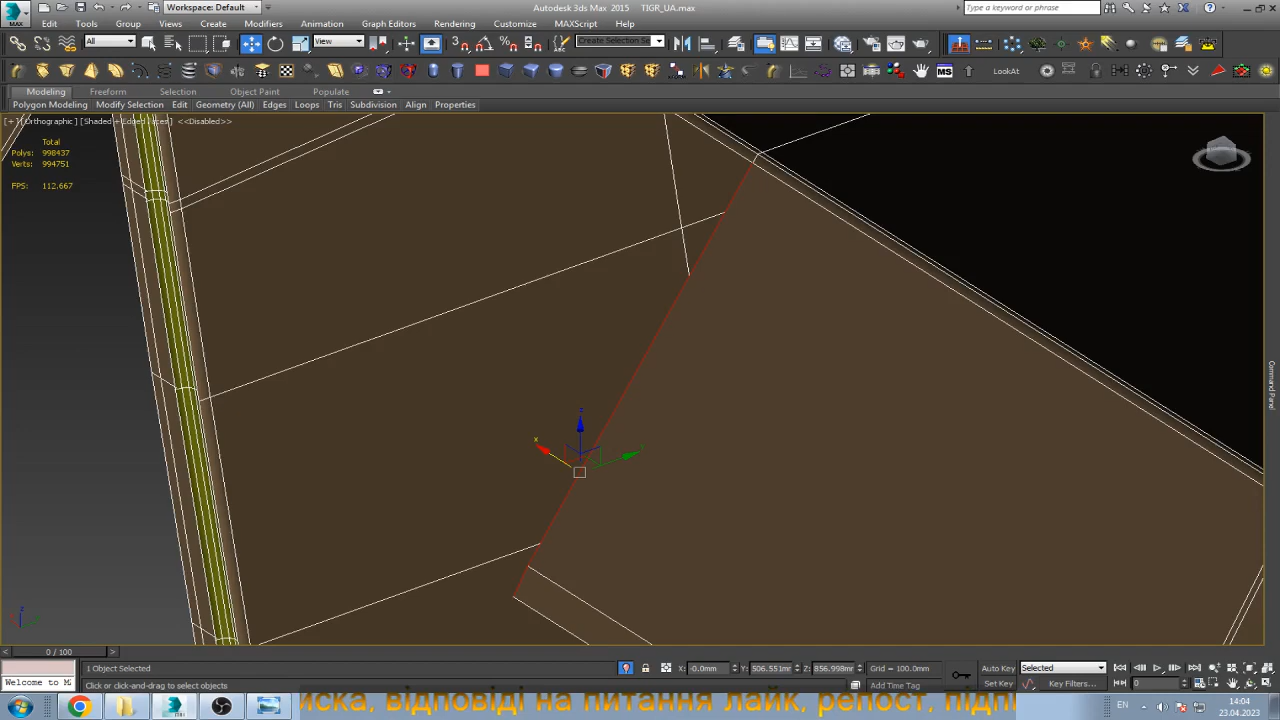 Workspace: Default
Autodesk 3ds Max 2015 TIGR_UA.max
Type a keyword or phrase
MAX
Edit Tools Group Views Create Modifiers Animation Graph Editors Rendering Customize MAXScript Help
All View Create Selection Se
MS LookAt
Modeling Freeform Selection Object Paint Populate
Polygon Modeling Modify Selection Edit Geometry (All) Edges Loops Tris Subdivision Align Properties
[+] [Orthographic] [Shaded + Edged Faces] <<Disabled>>
Total
Polys: 998437
Verts: 994751
FPS: 112.667
Command Panel
x
z
z
0 / 100
1 Object Selected X: -0.0mm Y: 506.551mm Z: 856.998mm Grid = 100.0mm Auto Key Selected
Welcome to M Click or click-and-drag to select objects Add Time Tag Set Key Key Filters... 0
иска, відповіді на питання лайк, репост, підп
EN 14:04
23.04.2023